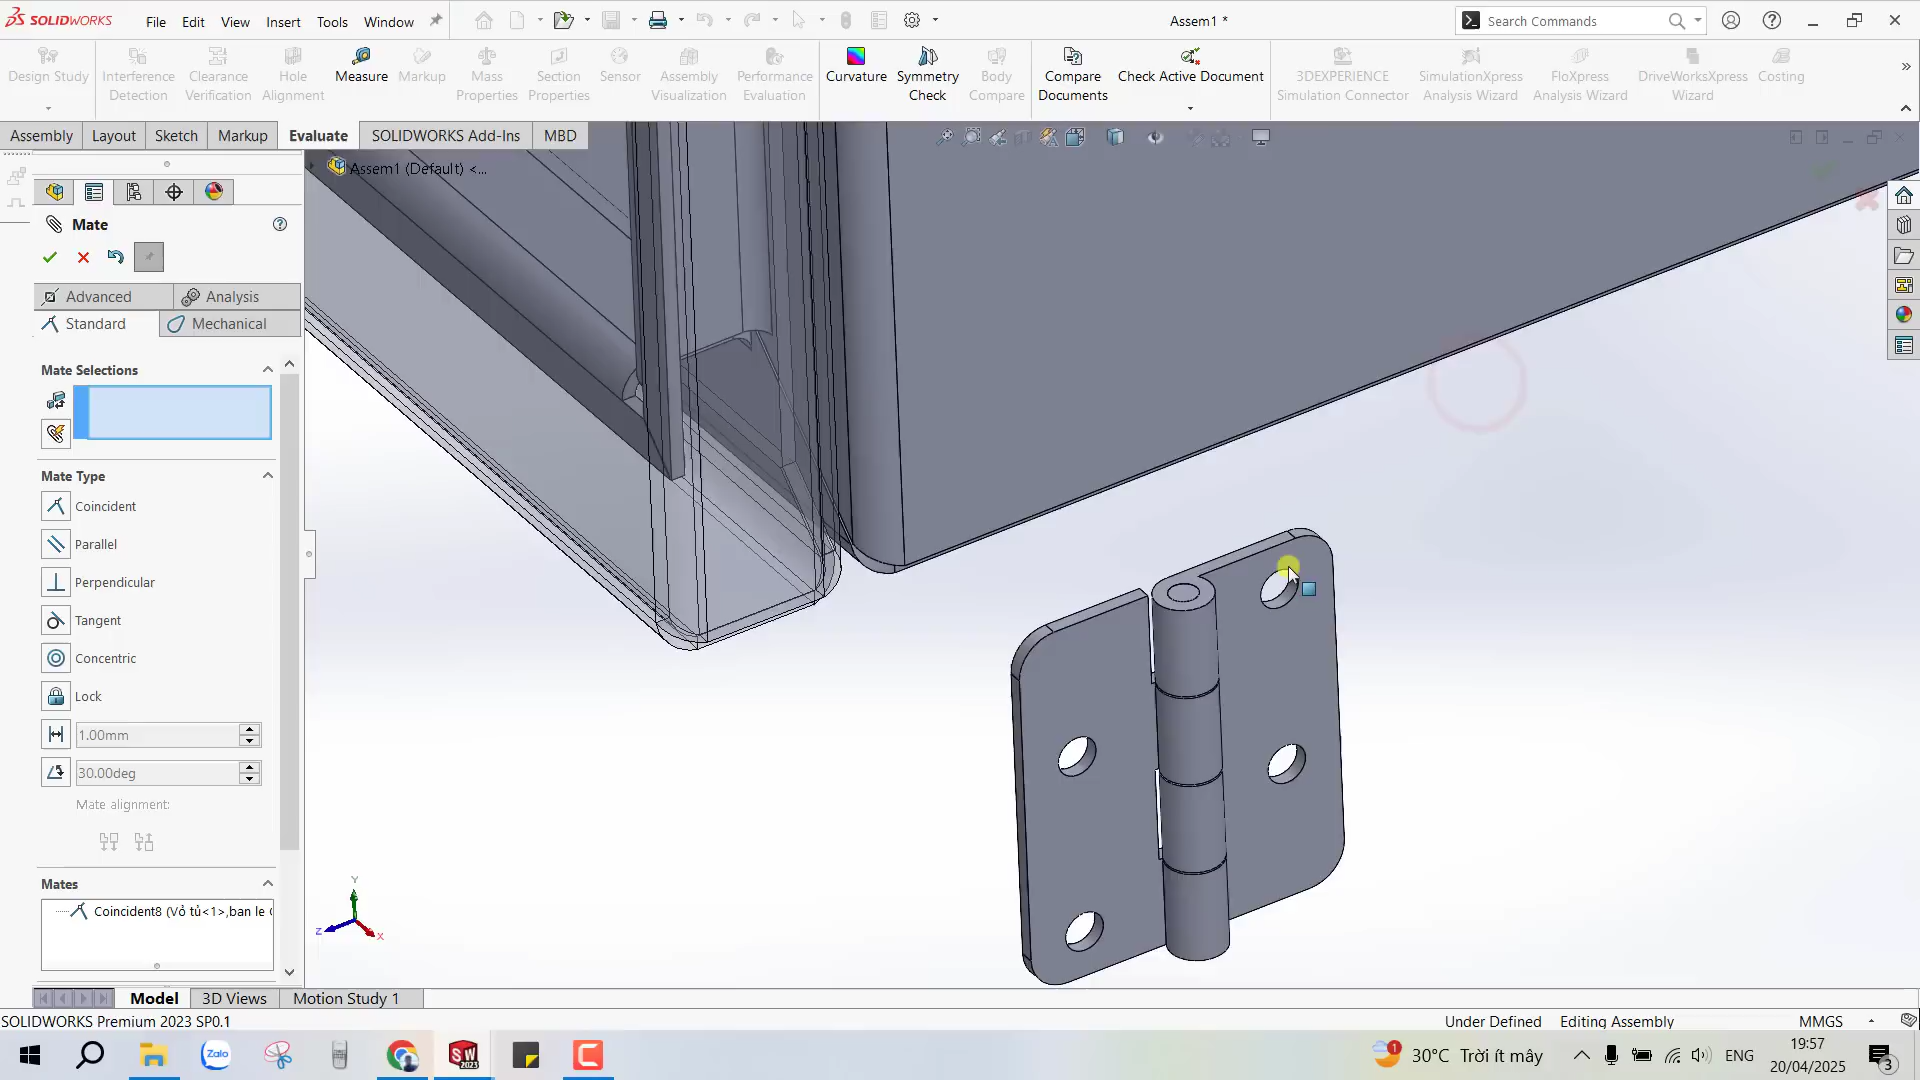 SOLIDWORKS
File Edit View Insert Tools Window
Assem1 *
Search Commands
Design Study
Interference Detection
Clearance Verification
Hole Alignment
Measure
Markup
Mass Properties
Section Properties
Sensor
Assembly Visualization
Performance Evaluation
Curvature
Symmetry Check
Body Compare
Compare Documents
Check Active Document
3DEXPERIENCE Simulation Connector
SimulationXpress Analysis Wizard
FloXpress Analysis Wizard
DriveWorksXpress Wizard
Costing
Assembly Layout Sketch Markup Evaluate SOLIDWORKS Add-Ins MBD
Assem1 (Default) <...
Mate
Advanced Analysis
Standard Mechanical
Mate Selections
Mate Type
Coincident
Parallel
Perpendicular
Tangent
Concentric
Lock
1.00mm
30.00deg
Mate alignment:
Mates
Coincident8 (Vỏ tủ<1>,ban le
Y
Z
X
Model 3D Views Motion Study 1
SOLIDWORKS Premium 2023 SP0.1
Under Defined Editing Assembly MMGS
Zalo
SW
2023
1
30°C Trời ít mây
ENG
19:57
20/04/2025
3